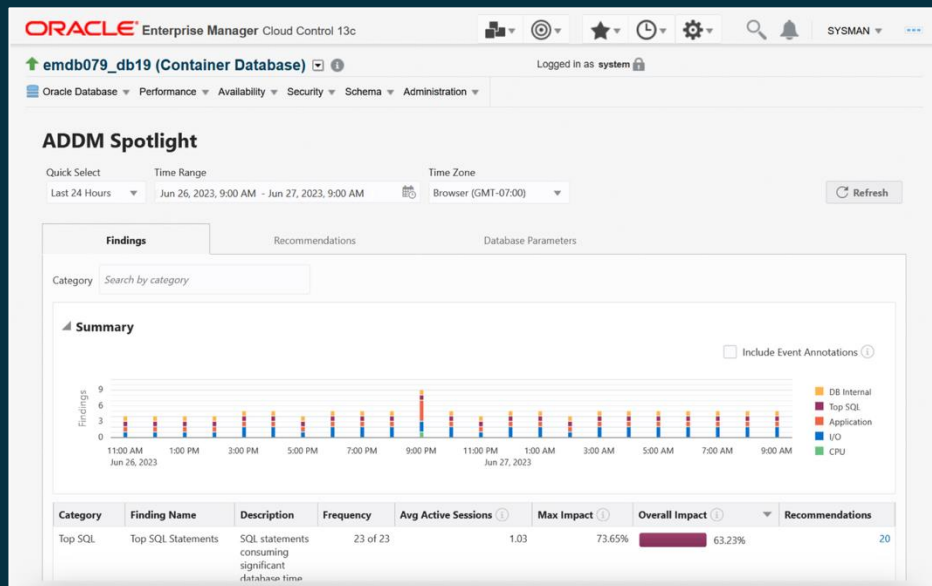 ORACLE® Enterprise Manager Cloud Control 13c
SYSMAN
emdb079_db19 (Container Database)
Logged in as system
Oracle Database Performance Availability Security Schema Administration
ADDM Spotlight
Quick Select Time Range Time Zone
Last 24 Hours Jun 26, 2023, 9:00 AM - Jun 27, 2023, 9:00 AM Browser (GMT-07:00) Refresh
Findings Recommendations Database Parameters
Category Search by category
Summary
Include Event Annotations
Findings
9
6
3
0
11:00 AM 1:00 PM 3:00 PM 5:00 PM 7:00 PM 9:00 PM 11:00 PM 1:00 AM 3:00 AM 5:00 AM 7:00 AM 9:00 AM
Jun 26, 2023 Jun 27, 2023
DB Internal
Top SQL
Application
I/O
CPU
Category Finding Name Description Frequency Avg Active Sessions Max Impact Overall Impact Recommendations
Top SQL Top SQL Statements SQL statements 23 of 23 1.03 73.65% 63.23% 20
consuming
significant
database time